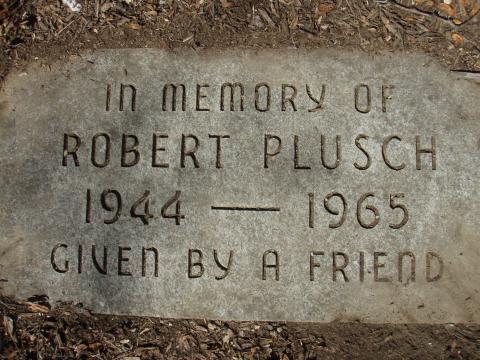 In MEMORY OF
ROBERT PLUSCH
1944 — 1965
GIVEN BY A FRIEND